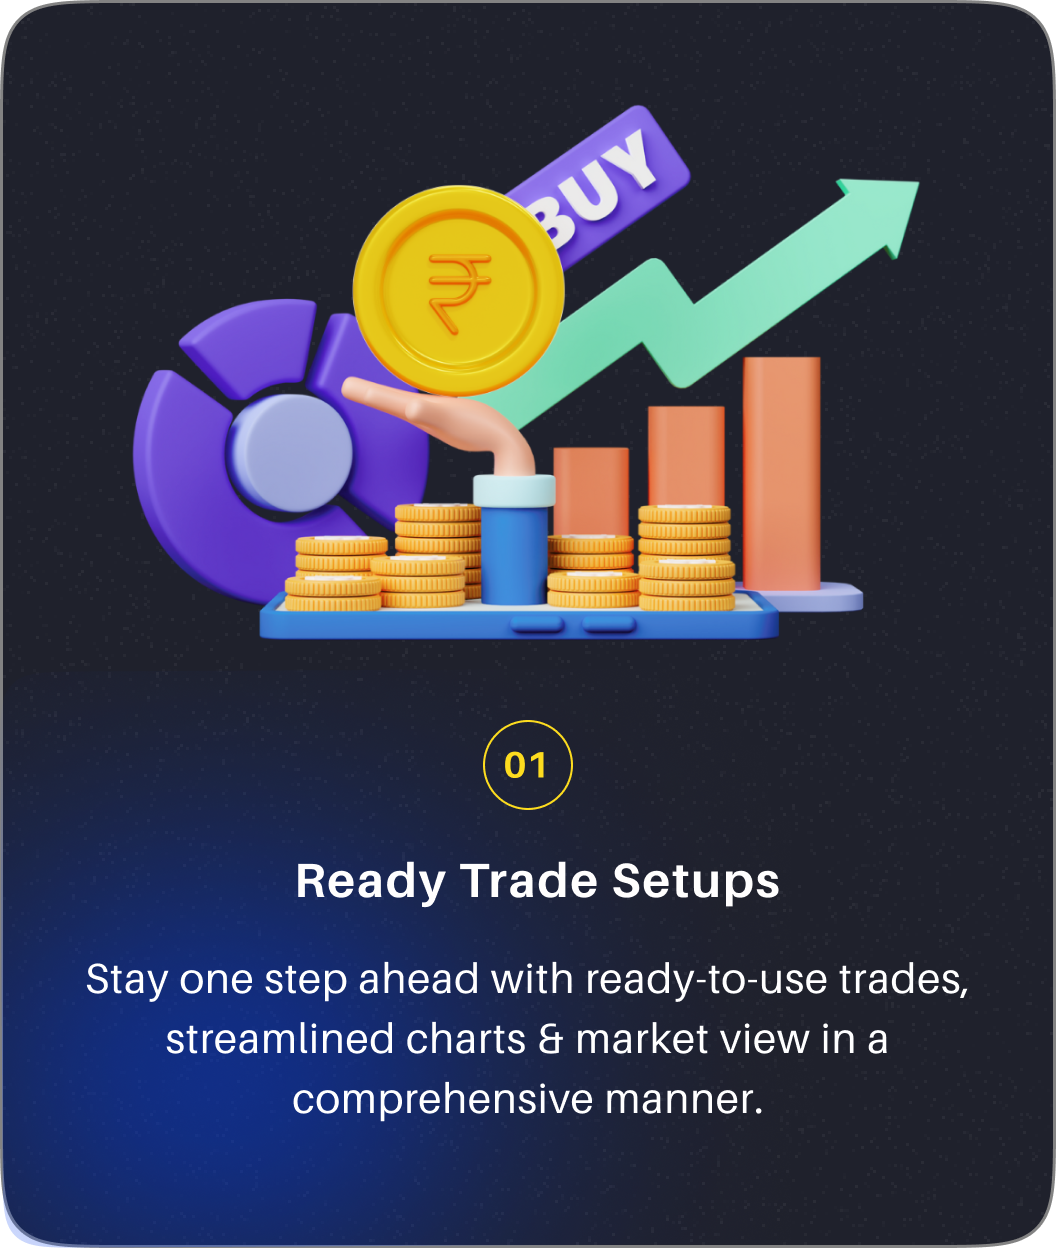 BUY
₹
01
Ready Trade Setups
Stay one step ahead with ready-to-use trades,
streamlined charts & market view in a
comprehensive manner.